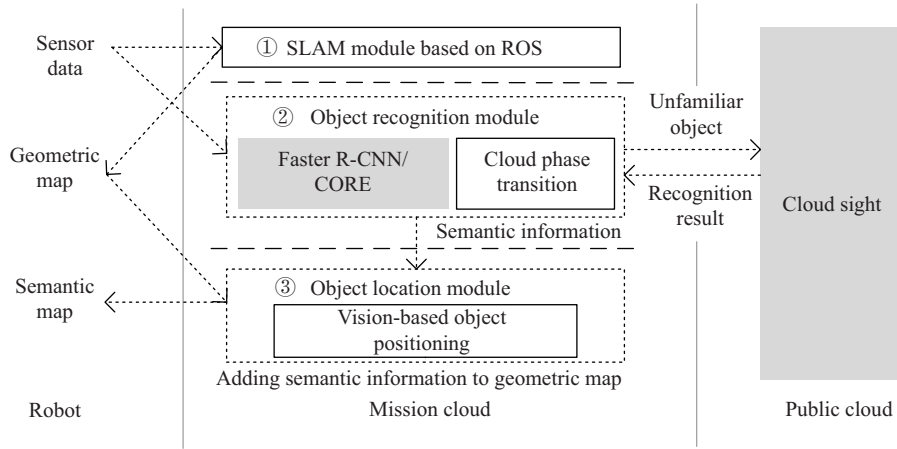 Sensor
data
① SLAM module based on ROS
② Object recognition module
Faster R-CNN/
CORE
Cloud phase
transition
Unfamiliar
object
Recognition
result
Cloud sight
Geometric
map
Semantic information
Semantic
map
③ Object location module
Vision-based object
positioning
Adding semantic information to geometric map
Robot
Mission cloud
Public cloud